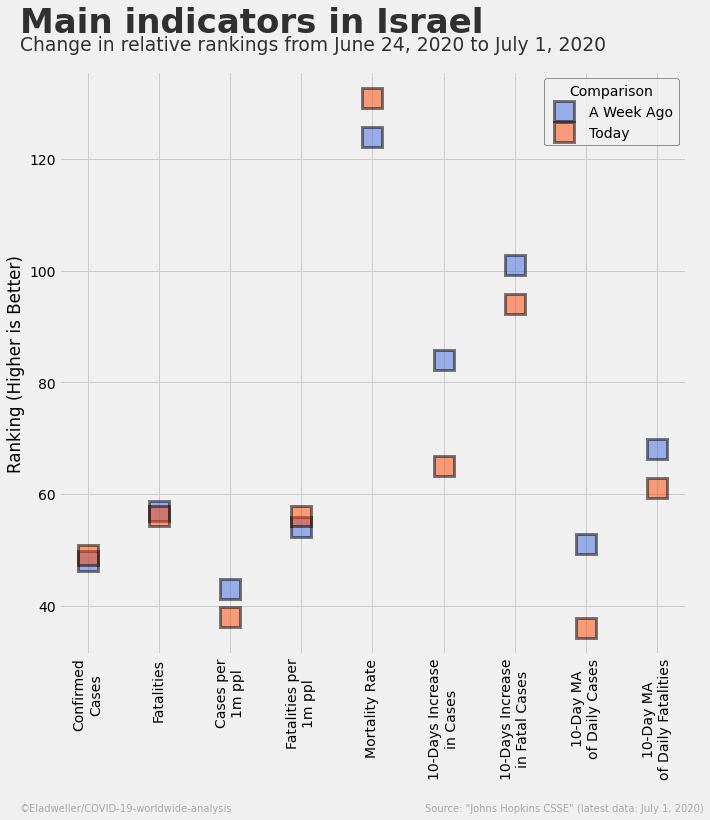 Main indicators in Israel
Change in relative rankings from June 24, 2020 to July 1, 2020
Comparison
A Week Ago
Today
Ranking (Higher is Better)
120
100
80
60
40
Confirmed
Cases
Fatalities
Cases per
1m ppl
Fatalities per
1m ppl
Mortality Rate
10-Days Increase
in Cases
10-Days Increase
in Fatal Cases
10-Day MA
of Daily Cases
10-Day MA
of Daily Fatalities
©Eladweller/COVID-19-worldwide-analysis
Source: "Johns Hopkins CSSE" (latest data: July 1, 2020)